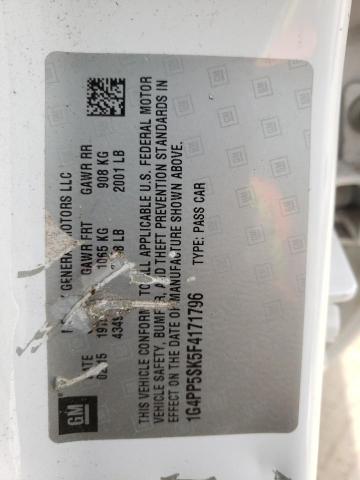 GENERAL MOTORS LLC
GAWR FRT GAWR RR
02/15 1065 KG 908 KG
2001 LB
THIS VEHICLE CONFORMS TO ALL APPLICABLE U.S. FEDERAL MOTOR
VEHICLE SAFETY, BUMPER, AND THEFT PREVENTION STANDARDS IN
EFFECT ON THE DATE OF MANUFACTURE SHOWN ABOVE.
1G4PP5SK5F4171796 TYPE: PASS CAR
GM